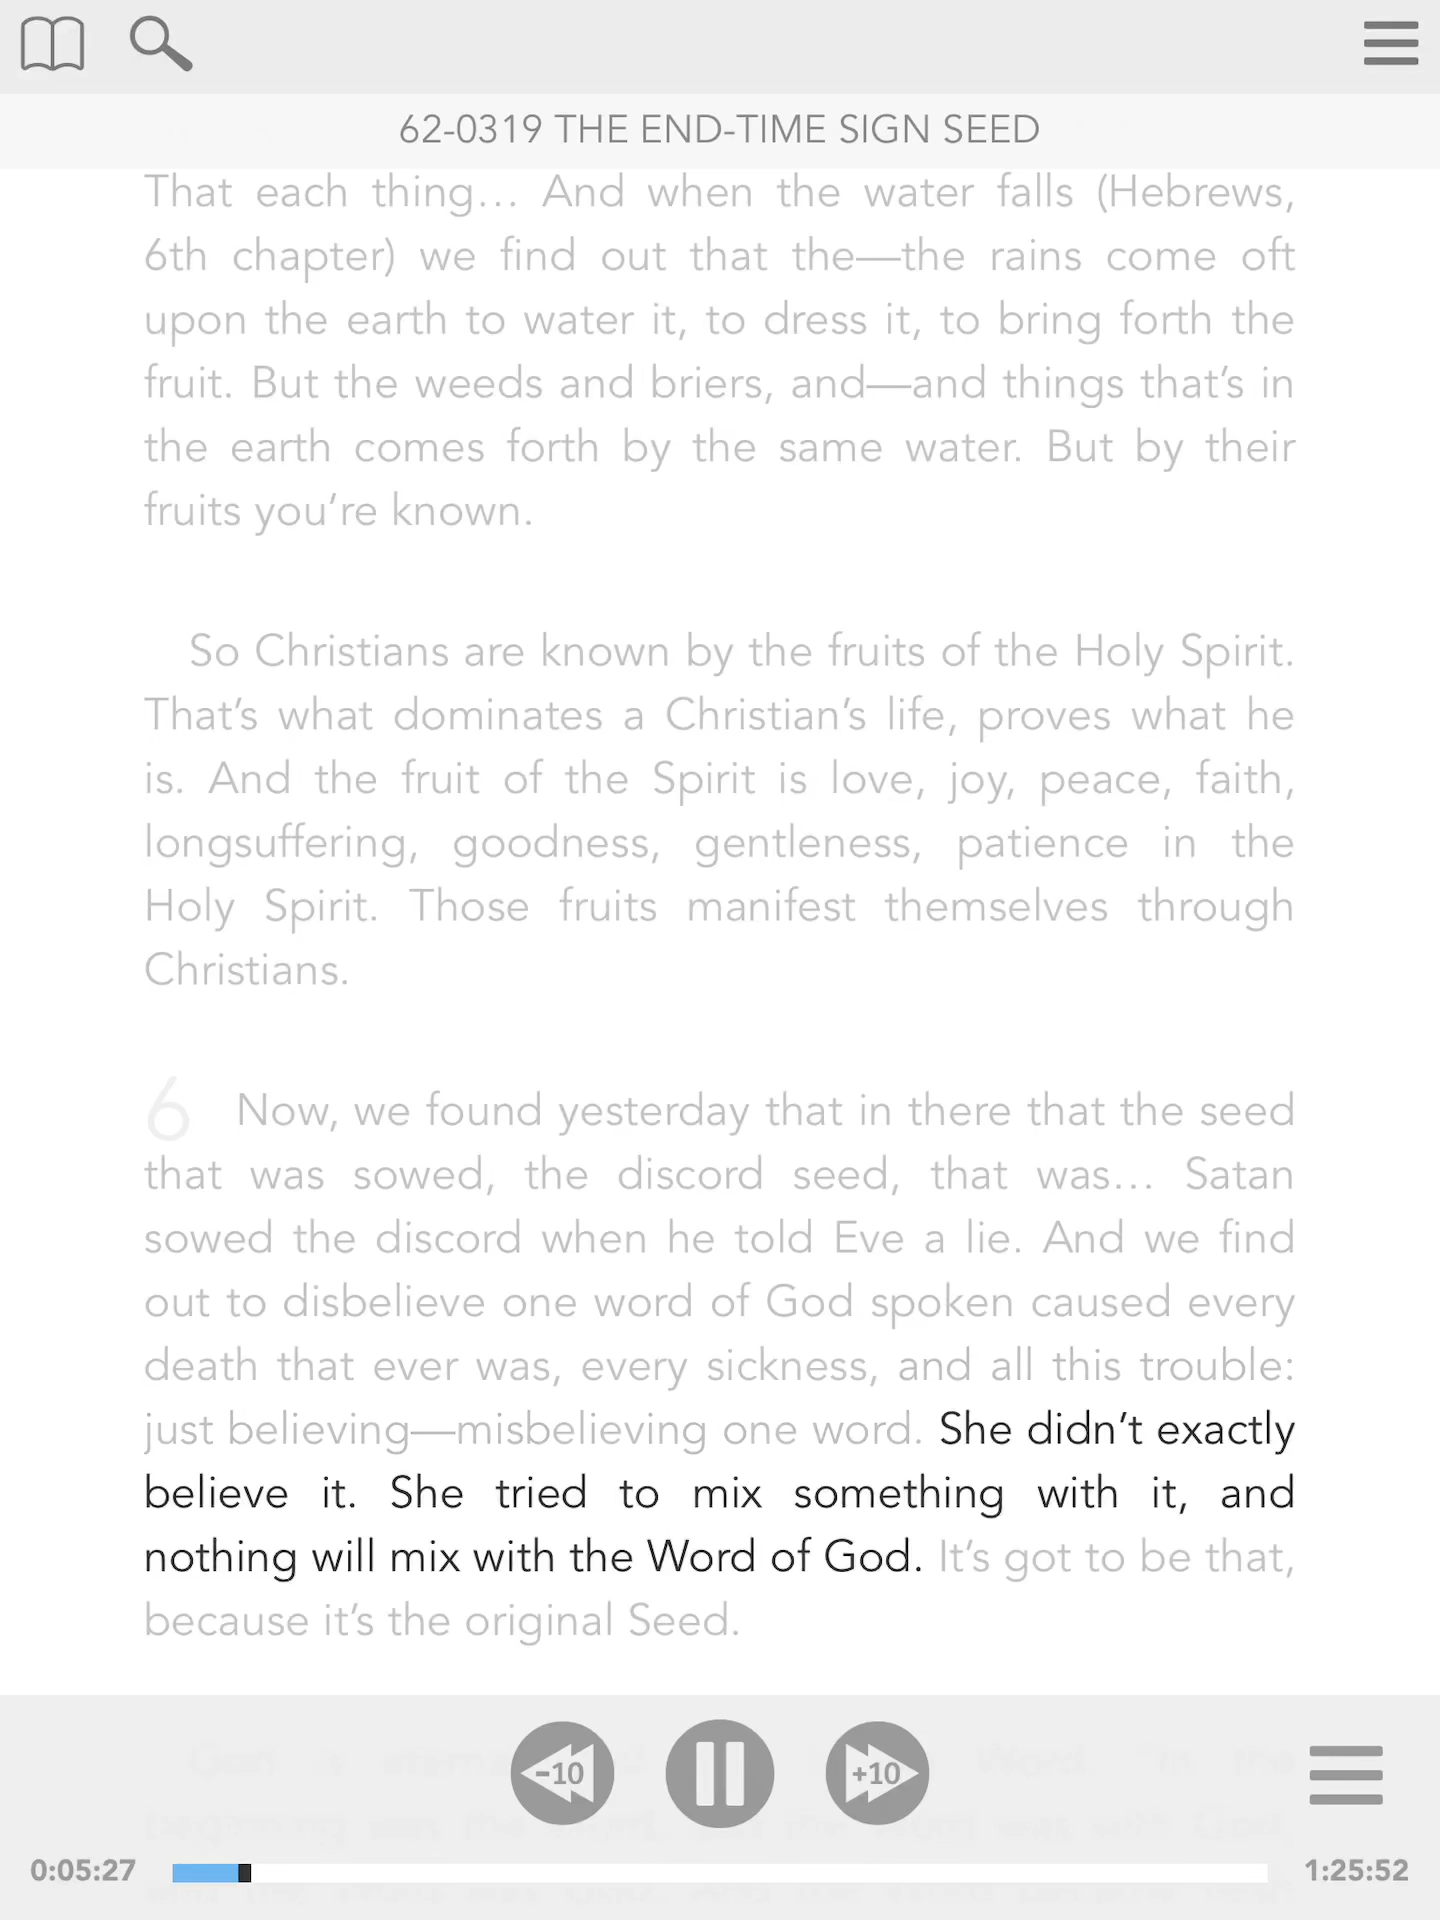 62-0319 THE END-TIME SIGN SEED
That each thing… And when the water falls (Hebrews,
6th chapter) we find out that the—the rains come oft
upon the earth to water it, to dress it, to bring forth the
fruit. But the weeds and briers, and—and things that’s in
the earth comes forth by the same water. But by their
fruits you’re known.
So Christians are known by the fruits of the Holy Spirit.
That’s what dominates a Christian’s life, proves what he
is. And the fruit of the Spirit is love, joy, peace, faith,
longsuffering, goodness, gentleness, patience in the
Holy Spirit. Those fruits manifest themselves through
Christians.
6 Now, we found yesterday that in there that the seed
that was sowed, the discord seed, that was… Satan
sowed the discord when he told Eve a lie. And we find
out to disbelieve one word of God spoken caused every
death that ever was, every sickness, and all this trouble:
just believing—misbelieving one word. She didn’t exactly
believe it. She tried to mix something with it, and
nothing will mix with the Word of God. It’s got to be that,
because it’s the original Seed.
-10 +10
0:05:27 1:25:52